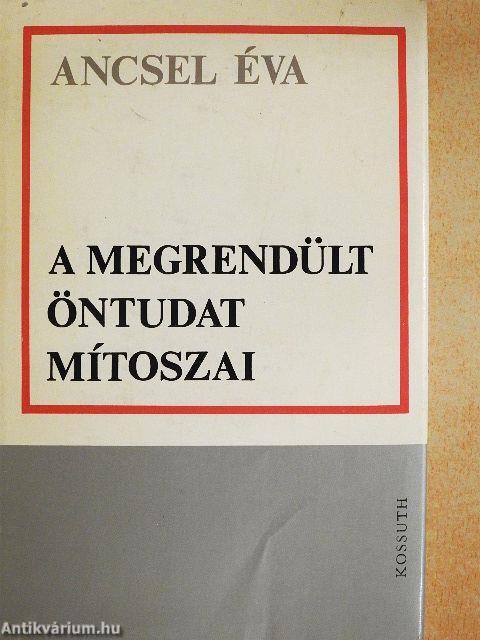 ANCSEL ÉVA
A MEGRENDÜLT
ÖNTUDAT
MÍTOSZAI
KOSSUTH
Antikvárium.hu